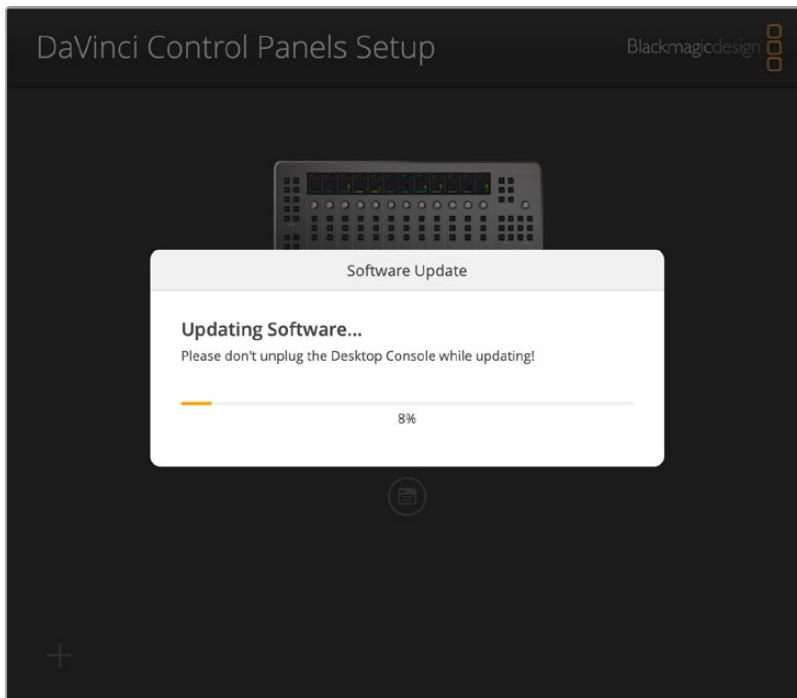 DaVinci Control Panels Setup
Blackmagicdesign
Software Update
Updating Software...
Please don't unplug the Desktop Console while updating!
8%